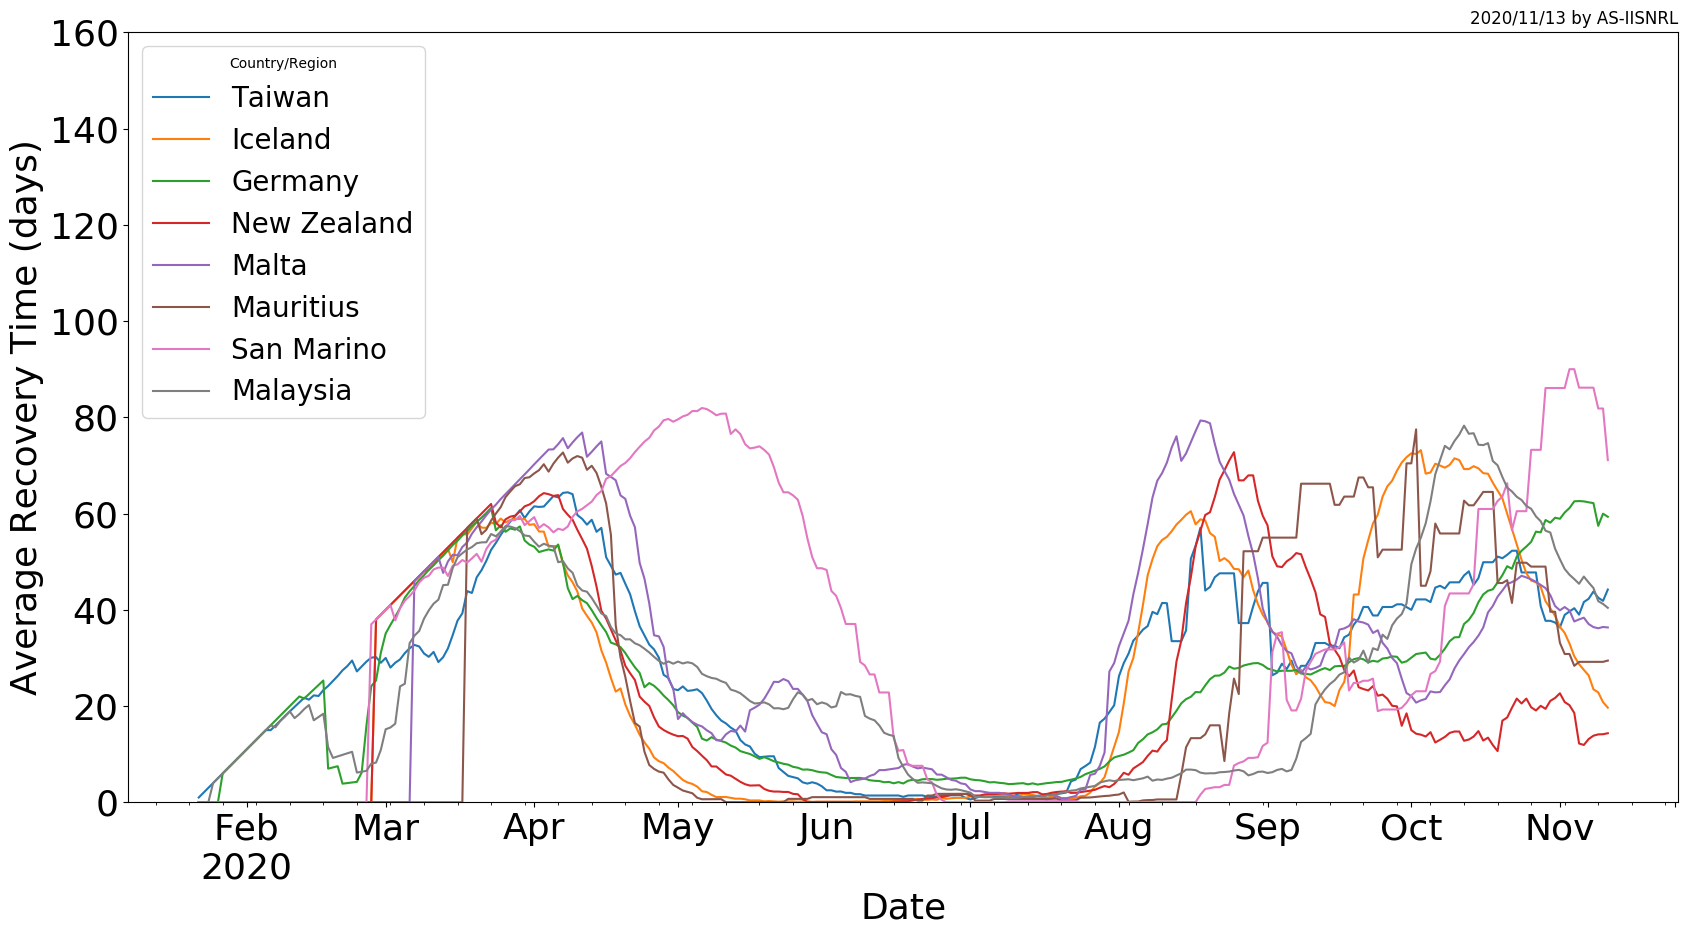 2020/11/13 by AS-IISNRL
Country/Region
Taiwan
Iceland
Germany
New Zealand
Malta
Mauritius
San Marino
Malaysia
Average Recovery Time (days)
160
140
120
100
80
60
40
20
0
Feb Mar Apr May Jun Jul Aug Sep Oct Nov
2020
Date